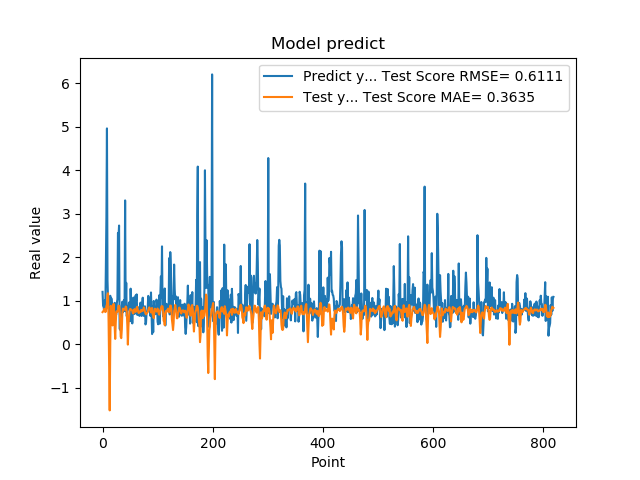 Model predict
Predict y... Test Score RMSE= 0.6111
Test y... Test Score MAE= 0.3635
Real value
6
5
4
3
2
1
0
−1
0 200 400 600 800
Point